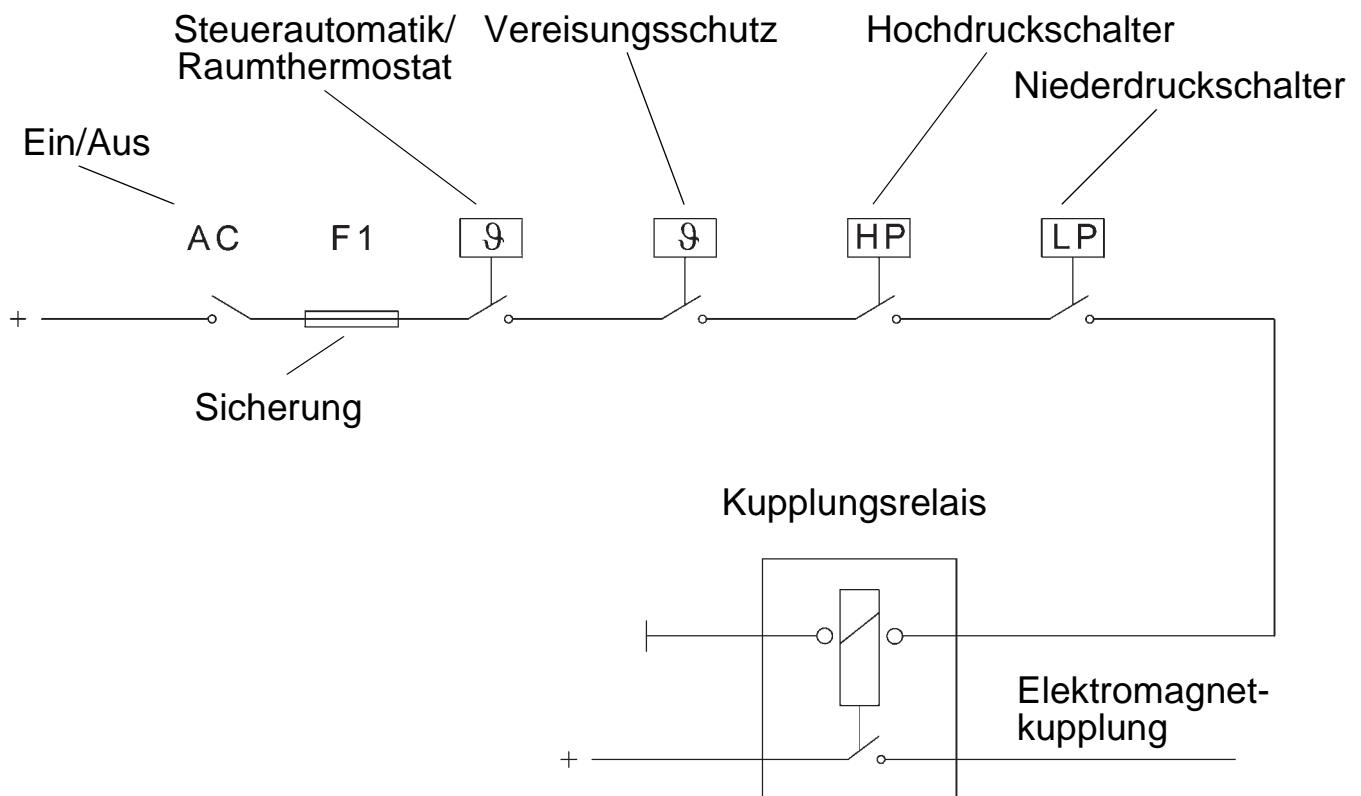 Steuerautomatik/
Raumthermostat
Vereisungsschutz
Hochdruckschalter
Niederdruckschalter
Ein/Aus
AC
F1
ϑ
ϑ
HP
LP
+
Sicherung
Kupplungsrelais
Elektromagnet-
kupplung
+